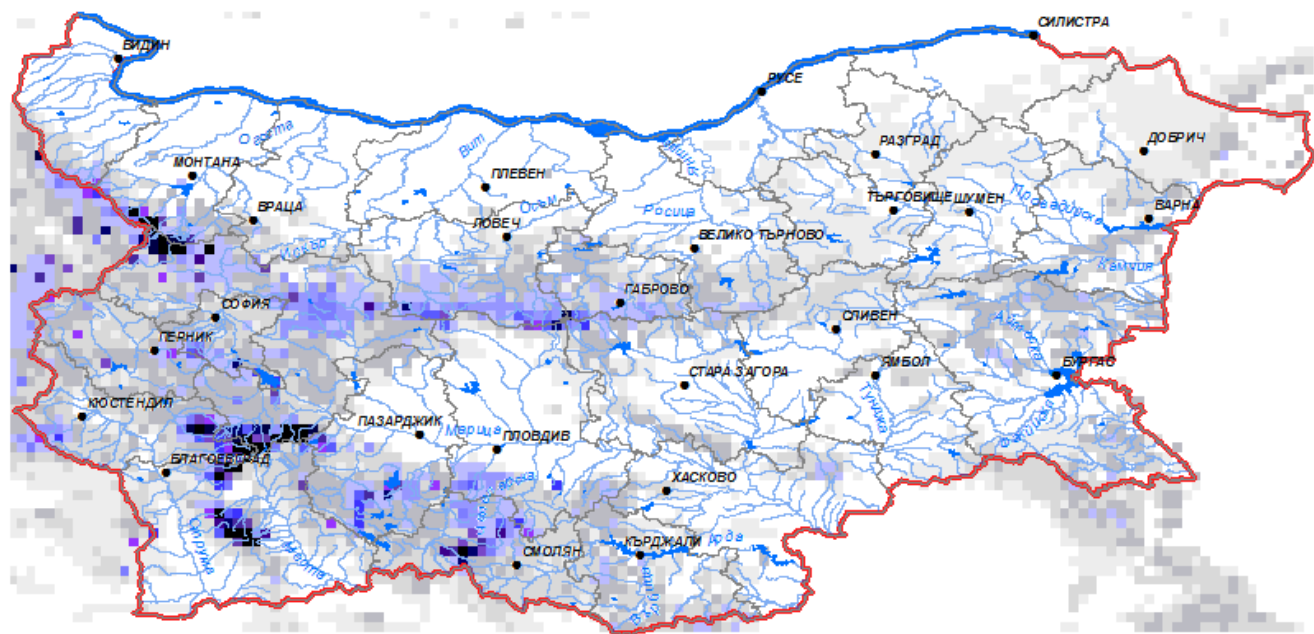 СИЛИСТРА
ВИДИН
РУСЕ
Огоста
Вит
ДОБРИЧ
РАЗГРАД
МОНТАНА
ПЛЕВЕН
ТЪРГОВИЩЕ
ШУМЕН
Осъм
Росица
ВРАЦА
ВАРНА
ЛОВЕЧ
ВЕЛИКО ТЪРНОВО
Искър
Камчия
ГАБРОВО
СОФИЯ
СЛИВЕН
ПЕРНИК
ЯМБОЛ
БУРГАС
СТАРА ЗАГОРА
КЮСТЕНДИЛ
Тунджа
ПАЗАРДЖИК
Марица
ПЛОВДИВ
БЛАГОЕВГРАД
ХАСКОВО
Струма
Места
КЪРДЖАЛИ
СМОЛЯН